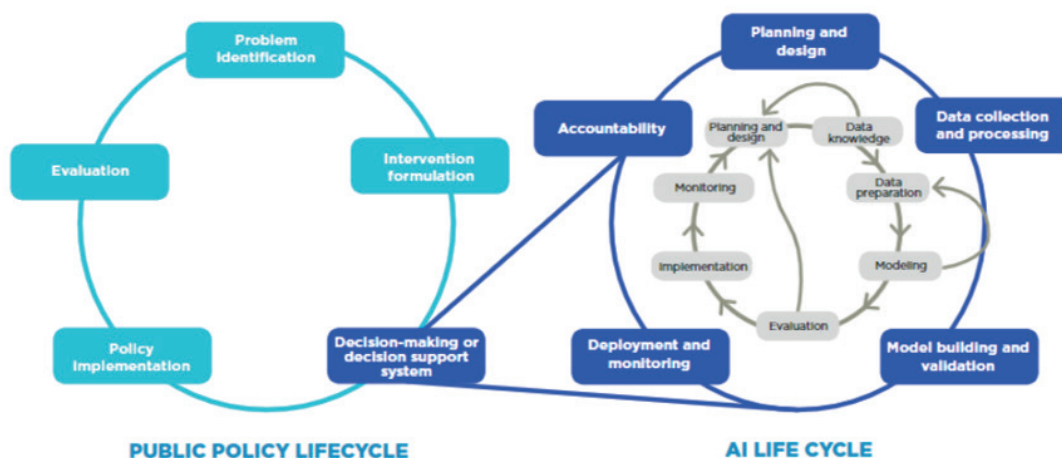 Problem
identification
Intervention
formulation
Decision-making or
decision support
system
Policy
Implementation
Evaluation
PUBLIC POLICY LIFECYCLE
Planning and
design
Data collection
and processing
Model building and
validation
Deployment and
monitoring
Accountability
Planning and
design
Data
knowledge
Data
preparation
Modeling
Evaluation
Implementation
Monitoring
AI LIFE CYCLE